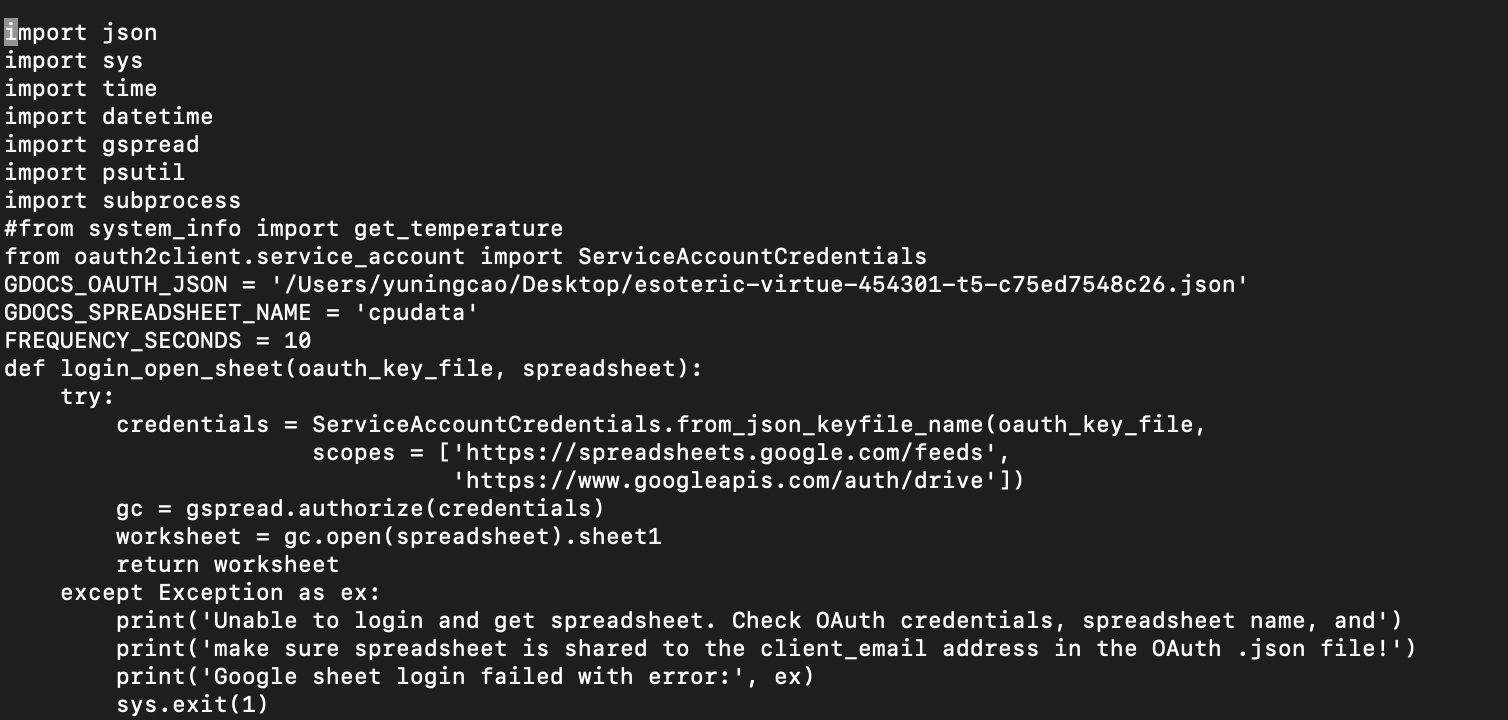 import json
import sys
import time
import datetime
import gspread
import psutil
import subprocess
#from system_info import get_temperature
from oauth2client.service_account import ServiceAccountCredentials
GDOCS_OAUTH_JSON = '/Users/yuningcao/Desktop/esoteric-virtue-454301-t5-c75ed7548c26.json'
GDOCS_SPREADSHEET_NAME = 'cpudata'
FREQUENCY_SECONDS = 10
def login_open_sheet(oauth_key_file, spreadsheet):
    try:
        credentials = ServiceAccountCredentials.from_json_keyfile_name(oauth_key_file,
                      scopes = ['https://spreadsheets.google.com/feeds',
                                'https://www.googleapis.com/auth/drive'])
        gc = gspread.authorize(credentials)
        worksheet = gc.open(spreadsheet).sheet1
        return worksheet
    except Exception as ex:
        print('Unable to login and get spreadsheet. Check OAuth credentials, spreadsheet name, and')
        print('make sure spreadsheet is shared to the client_email address in the OAuth .json file!')
        print('Google sheet login failed with error:', ex)
        sys.exit(1)